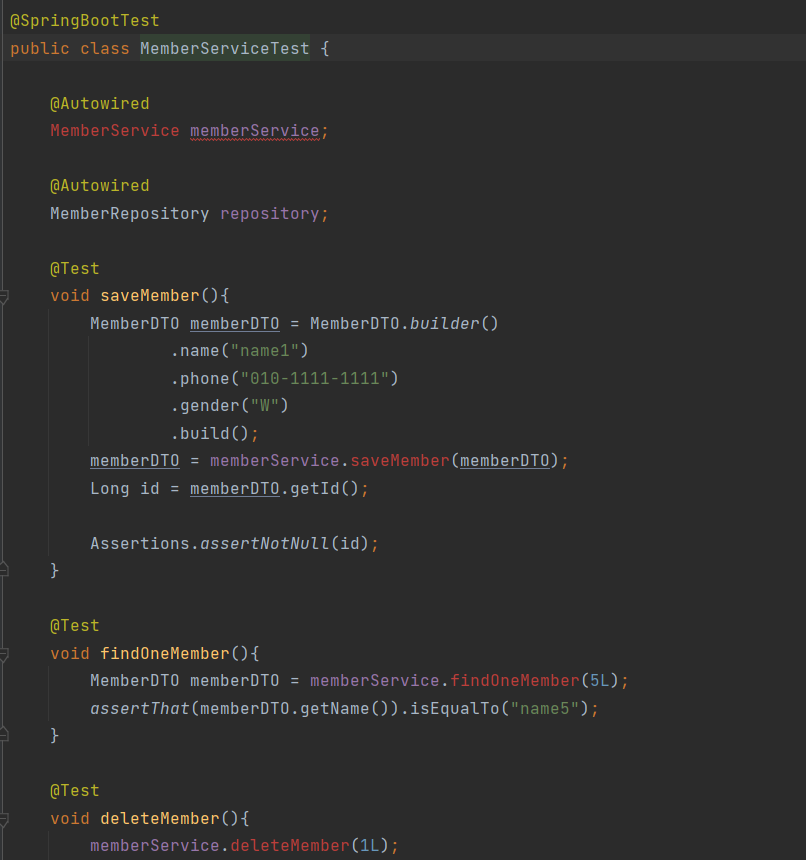 @SpringBootTest
public class MemberServiceTest {
@Autowired
MemberService memberService;
@Autowired
MemberRepository repository;
@Test
void saveMember(){
MemberDTO memberDTO = MemberDTO.builder()
.name("name1")
.phone("010-1111-1111")
.gender("W")
.build();
memberDTO = memberService.saveMember(memberDTO);
Long id = memberDTO.getId();
Assertions.assertNotNull(id);
}
@Test
void findOneMember(){
MemberDTO memberDTO = memberService.findOneMember(5L);
assertThat(memberDTO.getName()).isEqualTo("name5");
}
@Test
void deleteMember(){
memberService.deleteMember(1L);